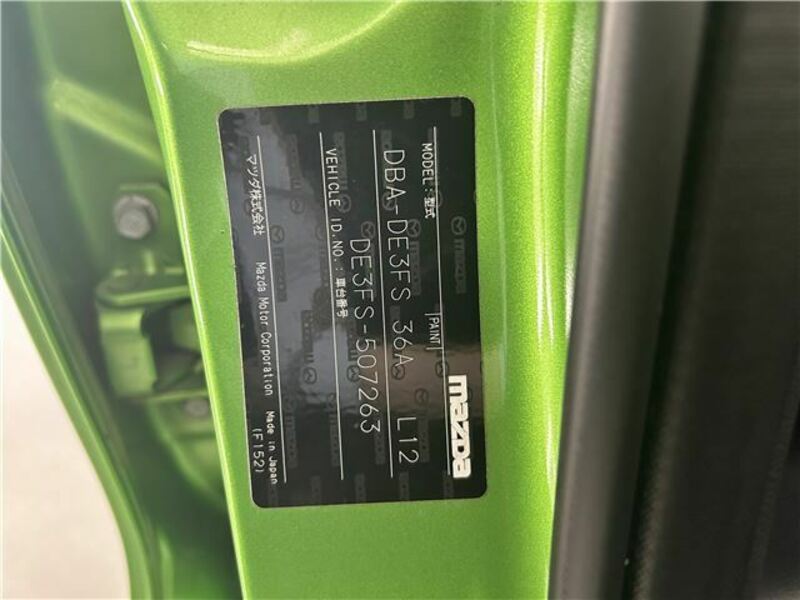 mazda
MODEL:型式 |PAINT|
DBA-DE3FS 36A L12
VEHICLE ID.NO.:車台番号
DE3FS-507263
マツダ株式会社 Mazda Motor Corporation Made in Japan
(F152)